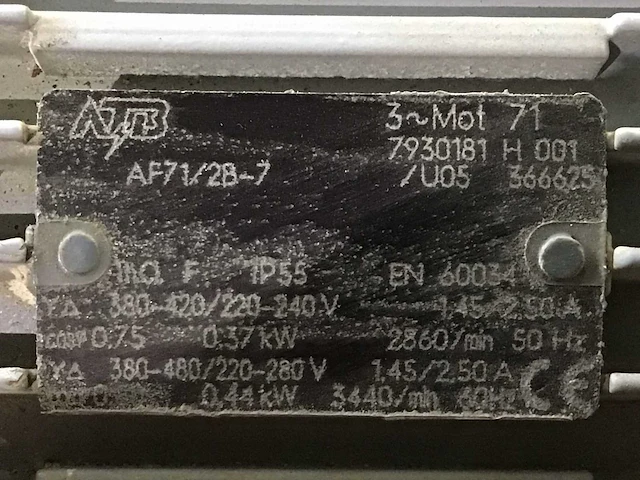 ATB 3~Mot 71
7930181 H 001
AF71/2B-7 /U05 366625
F IP55 EN 60034
YΔ 380-420/220-240 V 1.45/2.50 A
cosφ 0.75 0.37 kW 2860/min 50 Hz
YΔ 380-480/220-280 V 1.45/2.50 A CE
0.44 kW 3440/min 60Hz